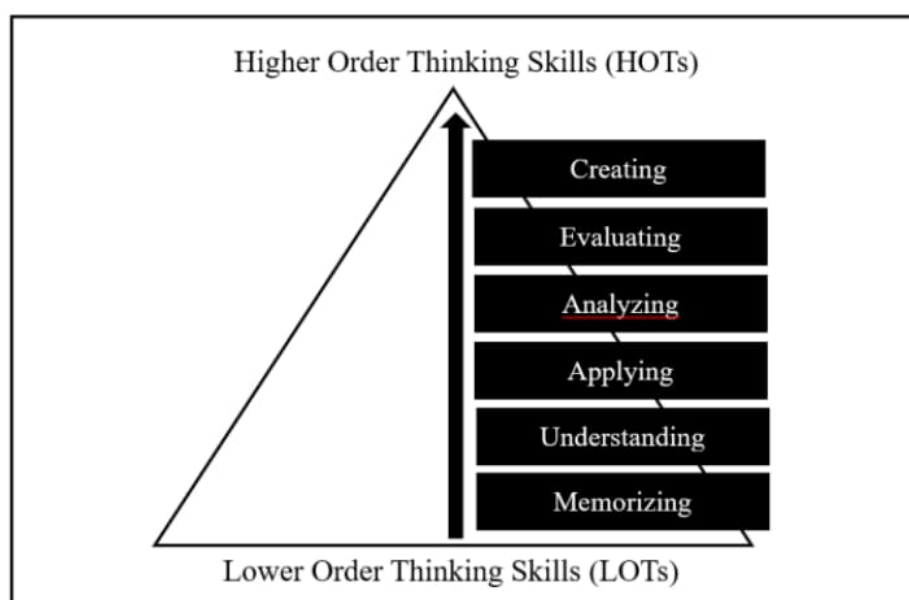 Higher Order Thinking Skills (HOTs)
Creating
Evaluating
Analyzing
Applying
Understanding
Memorizing
Lower Order Thinking Skills (LOTs)